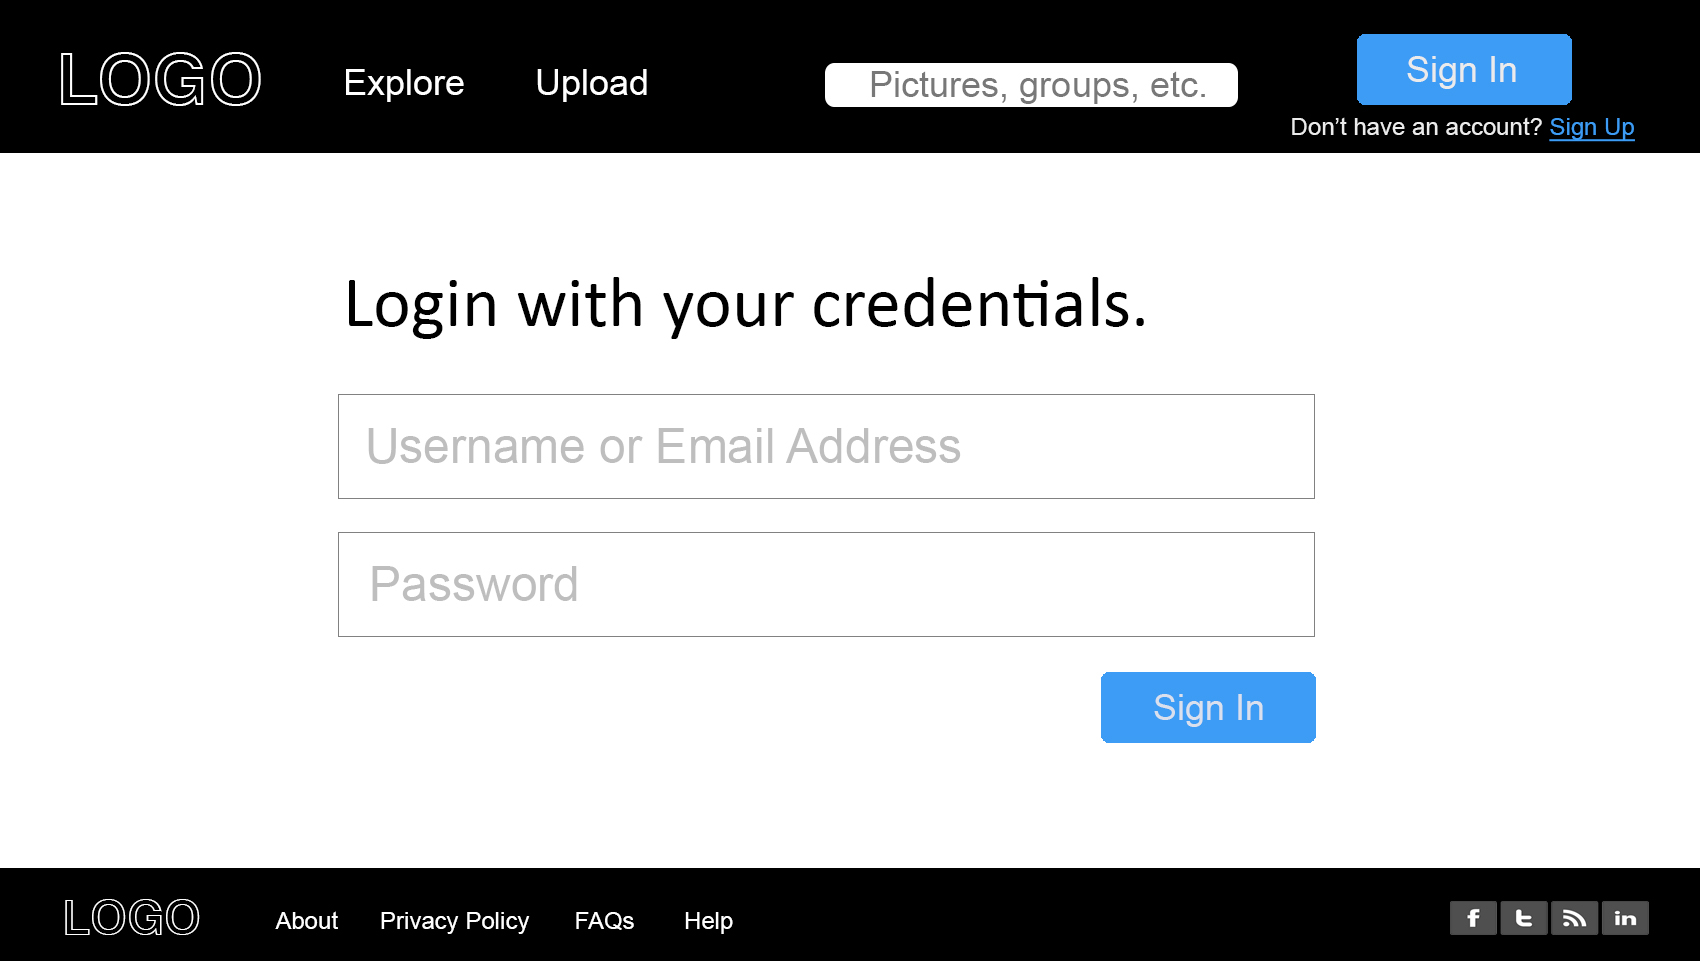 LOGO
Explore
Upload
Pictures, groups, etc.
Sign In
Don’t have an account? Sign Up
Login with your credentials.
Username or Email Address
Password
Sign In
LOGO
About
Privacy Policy
FAQs
Help
f
t
in